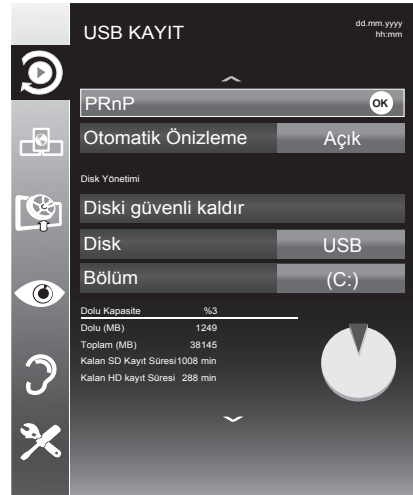 USB KAYIT
dd.mm.yyyy
hh:mm
PRnP OK
Otomatik Önizleme Açık
Disk Yönetimi
Diski güvenli kaldır
Disk USB
Bölüm (C:)
Dolu Kapasite %3
Dolu (MB) 1249
Toplam (MB) 38145
Kalan SD Kayıt Süresi1008 min
Kalan HD kayıt Süresi 288 min